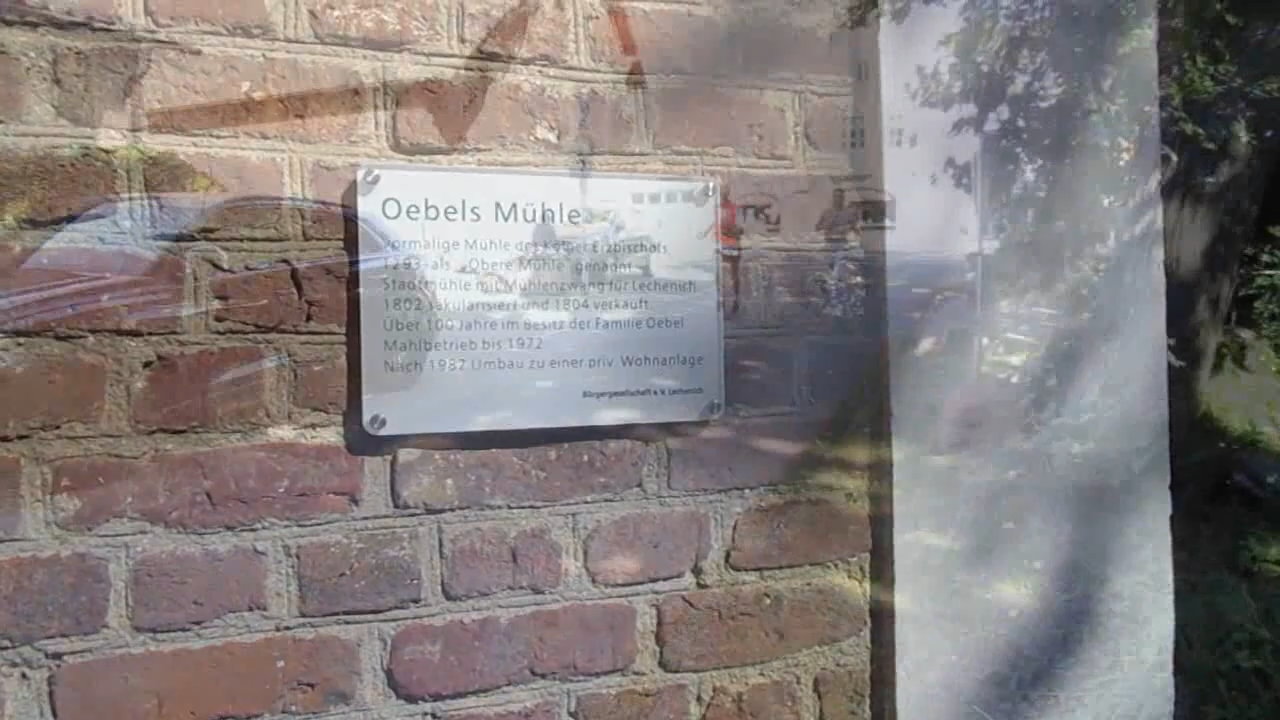 Oebels Mühle
Vormalige Mühle des Kölner Erzbischofs
1293 als „Obere Mühle“ genannt
Stadtmühle mit Mühlenzwang für Lechenich
1802 säkularisiert und 1804 verkauft
Über 100 Jahre im Besitz der Familie Oebel
Mahlbetrieb bis 1972
Nach 1987 Umbau zu einer priv. Wohnanlage
Bürgergesellschaft e.V. Lechenich